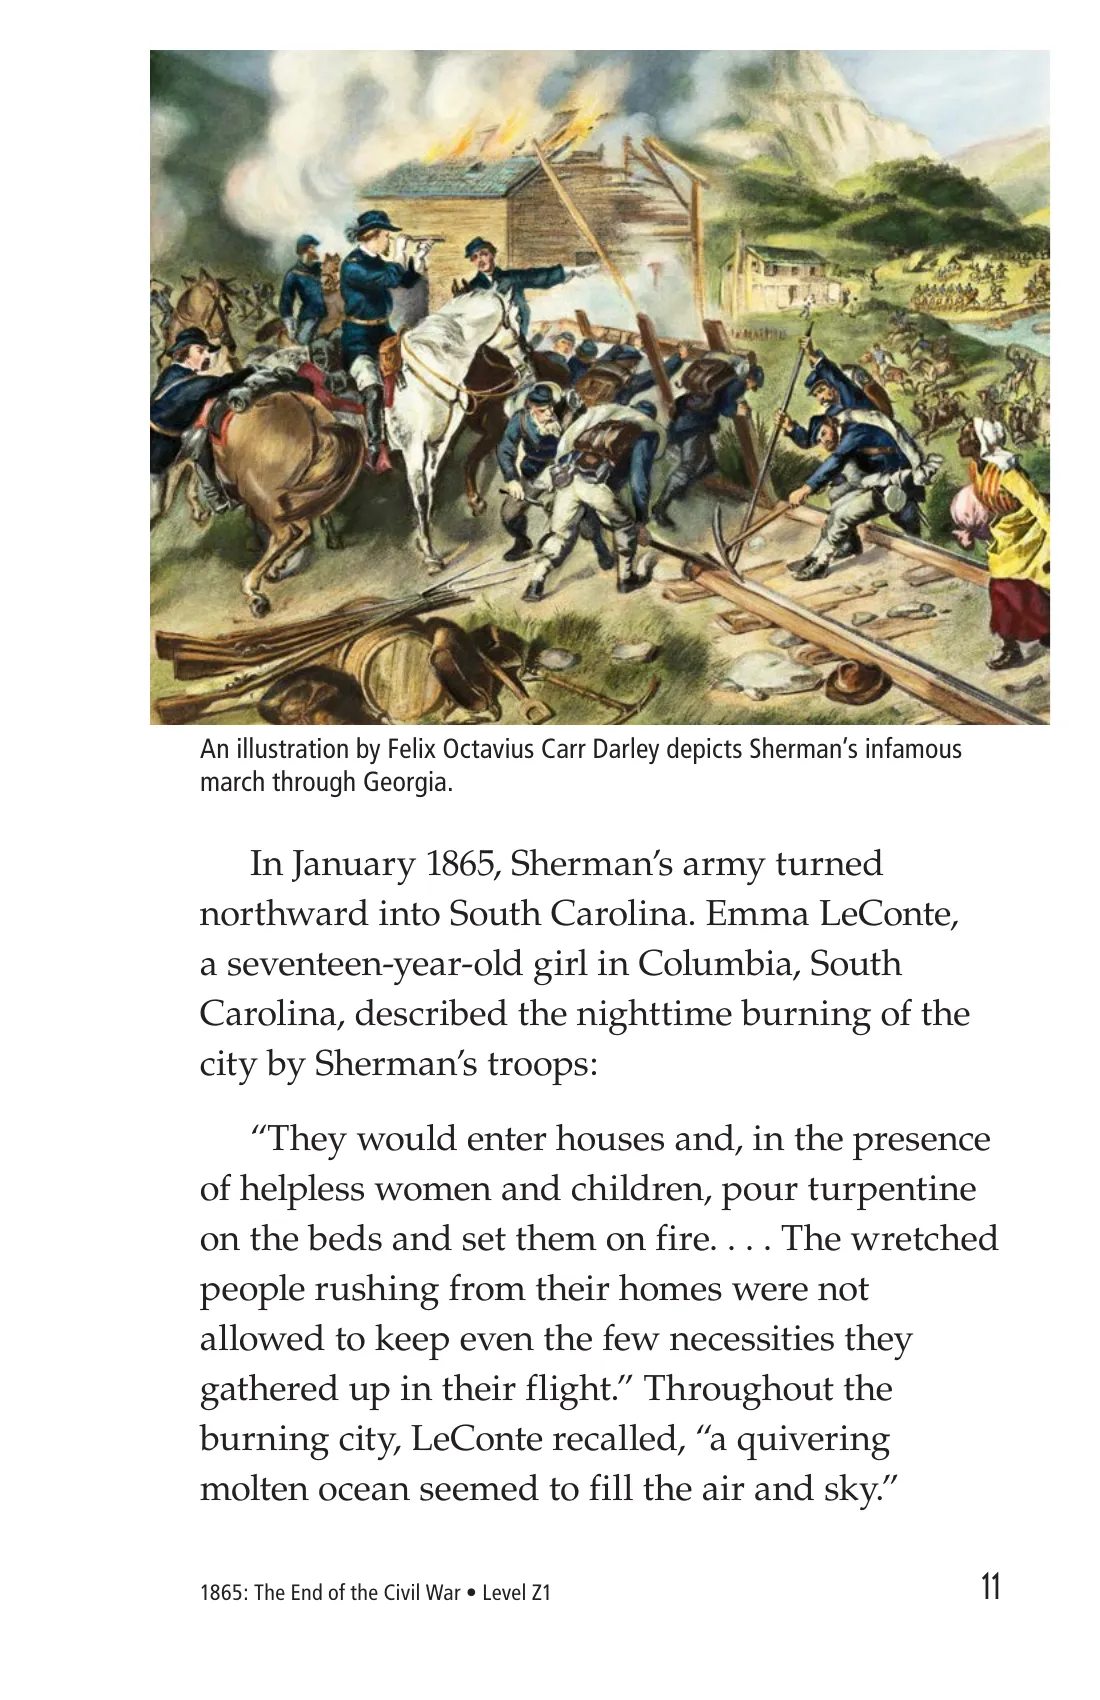 An illustration by Felix Octavius Carr Darley depicts Sherman’s infamous
march through Georgia.
In January 1865, Sherman’s army turned
northward into South Carolina. Emma LeConte,
a seventeen-year-old girl in Columbia, South
Carolina, described the nighttime burning of the
city by Sherman’s troops:
“They would enter houses and, in the presence
of helpless women and children, pour turpentine
on the beds and set them on fire. . . . The wretched
people rushing from their homes were not
allowed to keep even the few necessities they
gathered up in their flight.” Throughout the
burning city, LeConte recalled, “a quivering
molten ocean seemed to fill the air and sky.”
1865: The End of the Civil War • Level Z1
11